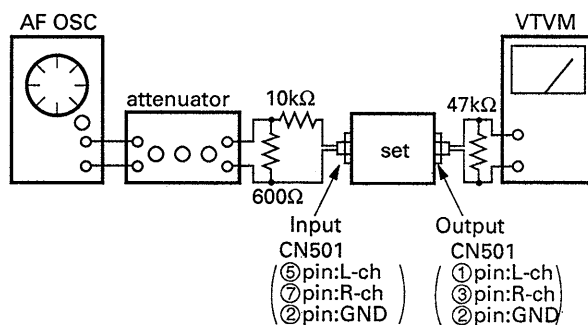 AF OSC
VTVM
attenuator
10kΩ
47kΩ
set
600Ω
Input
CN501
⑤pin:L-ch
⑦pin:R-ch
②pin:GND
Output
CN501
①pin:L-ch
③pin:R-ch
②pin:GND